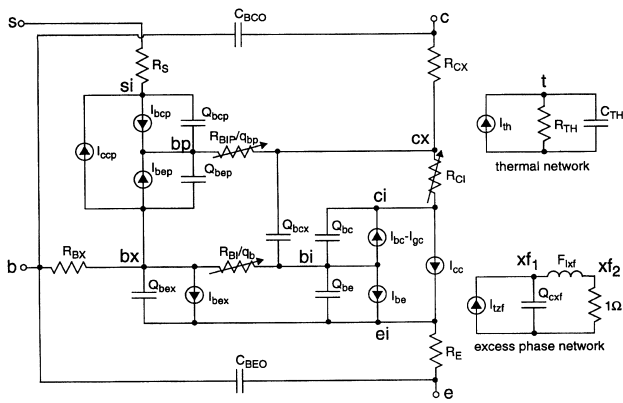 C_BCO
s
c
R_S
R_CX
si
t
I_bcp
Q_bcp
I_th
R_TH
C_TH
bp
R_BIP/q_bp
cx
I_ccp
thermal network
I_bep
Q_bep
R_CI
ci
Q_bcx
Q_bc
I_bc-I_gc
R_BX
bx
R_BI/q_b
bi
I_cc
b
xf_1
F_lxf
xf_2
Q_bex
I_bex
Q_be
I_be
I_tzf
Q_cxf
1Ω
ei
excess phase network
R_E
C_BEO
e